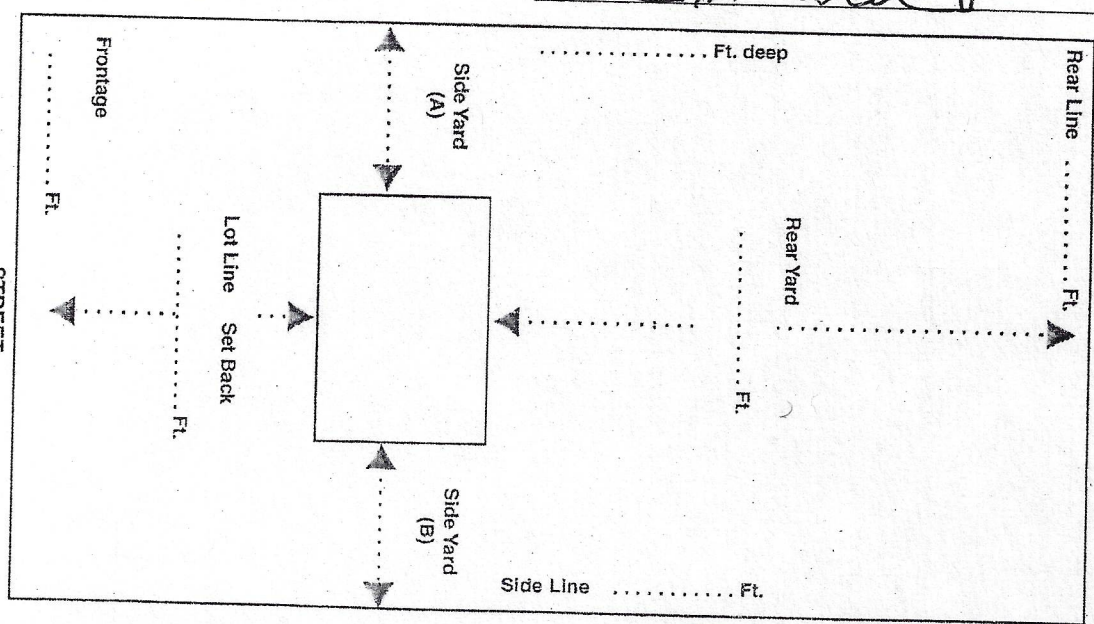 Rear Line .......... Ft.
.................. Ft. deep
Rear Yard
.................. Ft.
Side Yard
(A)
Side Yard
(B)
Side Line ........... Ft.
Lot Line Set Back
.................. Ft.
Frontage
............. Ft.
STREET